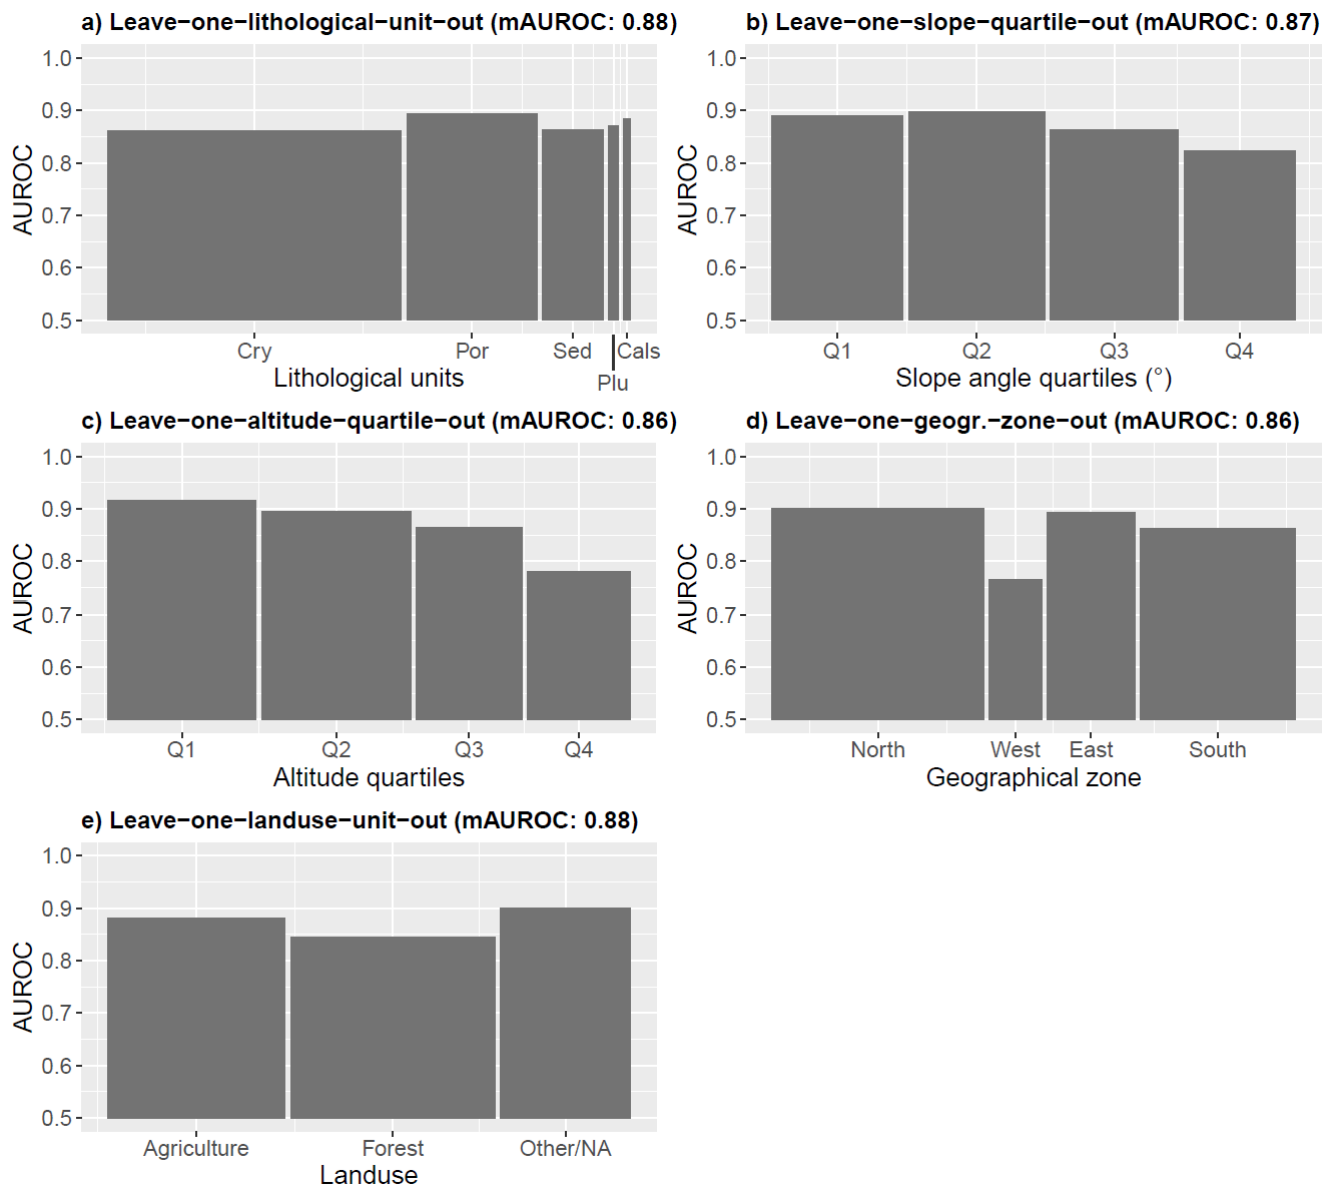 a) Leave−one−lithological−unit−out (mAUROC: 0.88)
1.0
0.9
0.8
0.7
0.6
0.5
AUROC
Cry Por Sed Cals
Plu
Lithological units
b) Leave−one−slope−quartile−out (mAUROC: 0.87)
1.0
0.9
0.8
0.7
0.6
0.5
AUROC
Q1 Q2 Q3 Q4
Slope angle quartiles (°)
c) Leave−one−altitude−quartile−out (mAUROC: 0.86)
1.0
0.9
0.8
0.7
0.6
0.5
AUROC
Q1 Q2 Q3 Q4
Altitude quartiles
d) Leave−one−geogr.−zone−out (mAUROC: 0.86)
1.0
0.9
0.8
0.7
0.6
0.5
AUROC
North West East South
Geographical zone
e) Leave−one−landuse−unit−out (mAUROC: 0.88)
1.0
0.9
0.8
0.7
0.6
0.5
AUROC
Agriculture Forest Other/NA
Landuse